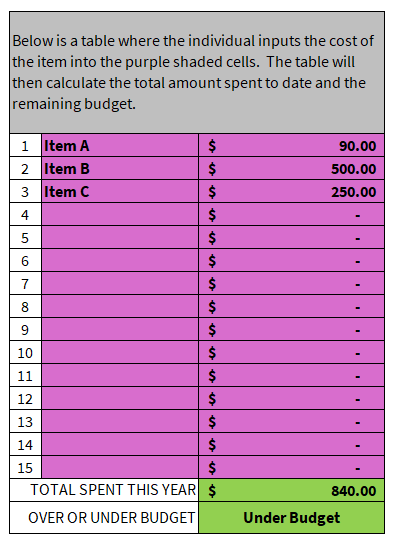 Below is a table where the individual inputs the cost of
the item into the purple shaded cells.  The table will
then calculate the total amount spent to date and the
remaining budget.
1 Item A $ 90.00
2 Item B $ 500.00
3 Item C $ 250.00
4 $ -
5 $ -
6 $ -
7 $ -
8 $ -
9 $ -
10 $ -
11 $ -
12 $ -
13 $ -
14 $ -
15 $ -
TOTAL SPENT THIS YEAR $ 840.00
OVER OR UNDER BUDGET Under Budget